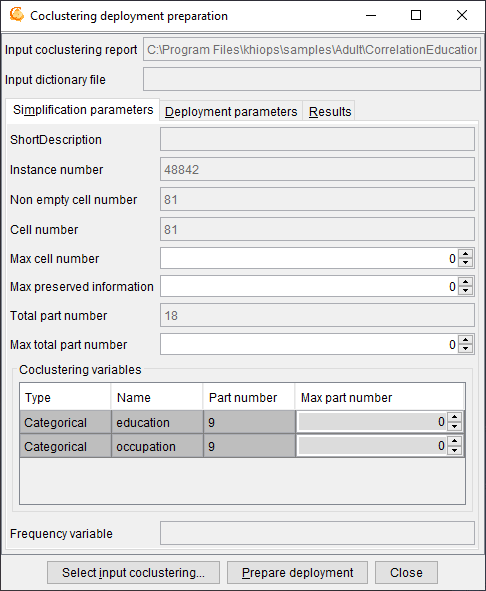 Coclustering deployment preparation
Input coclustering report C:\Program Files\khiops\samples\Adult\CorrelationEducation
Input dictionary file
Simplification parameters Deployment parameters Results
ShortDescription
Instance number 48842
Non empty cell number 81
Cell number 81
Max cell number 0
Max preserved information 0
Total part number 18
Max total part number 0
Coclustering variables
Type Name Part number Max part number
Categorical education 9 0
Categorical occupation 9 0
Frequency variable
Select input coclustering... Prepare deployment Close